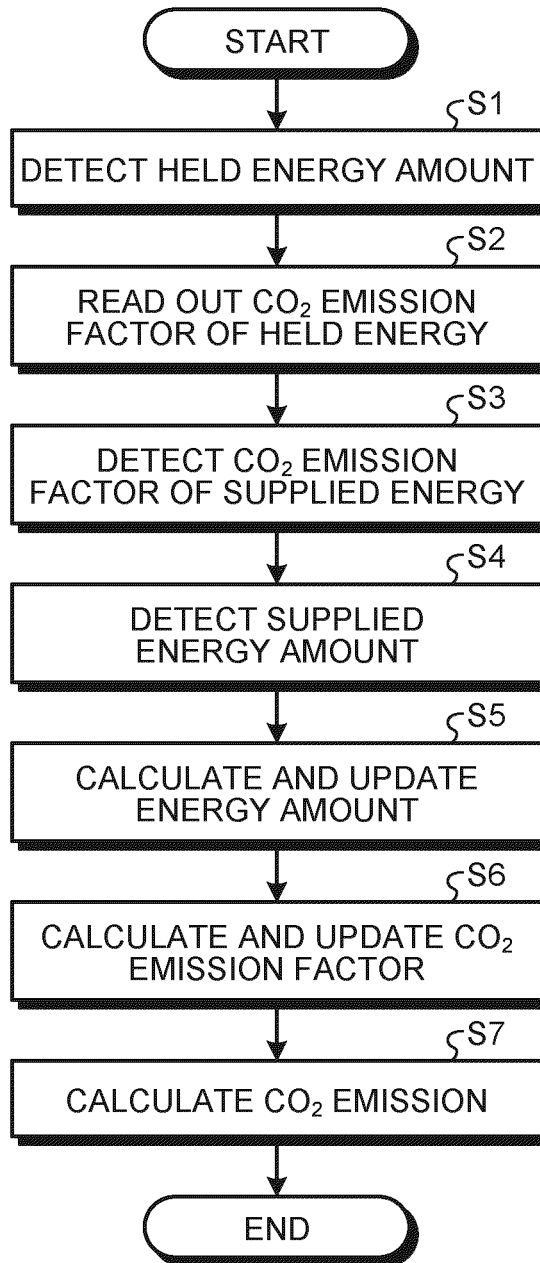 START
S1
DETECT HELD ENERGY AMOUNT
S2
READ OUT CO₂ EMISSION
FACTOR OF HELD ENERGY
S3
DETECT CO₂ EMISSION
FACTOR OF SUPPLIED ENERGY
S4
DETECT SUPPLIED
ENERGY AMOUNT
S5
CALCULATE AND UPDATE
ENERGY AMOUNT
S6
CALCULATE AND UPDATE CO₂
EMISSION FACTOR
S7
CALCULATE CO₂ EMISSION
END